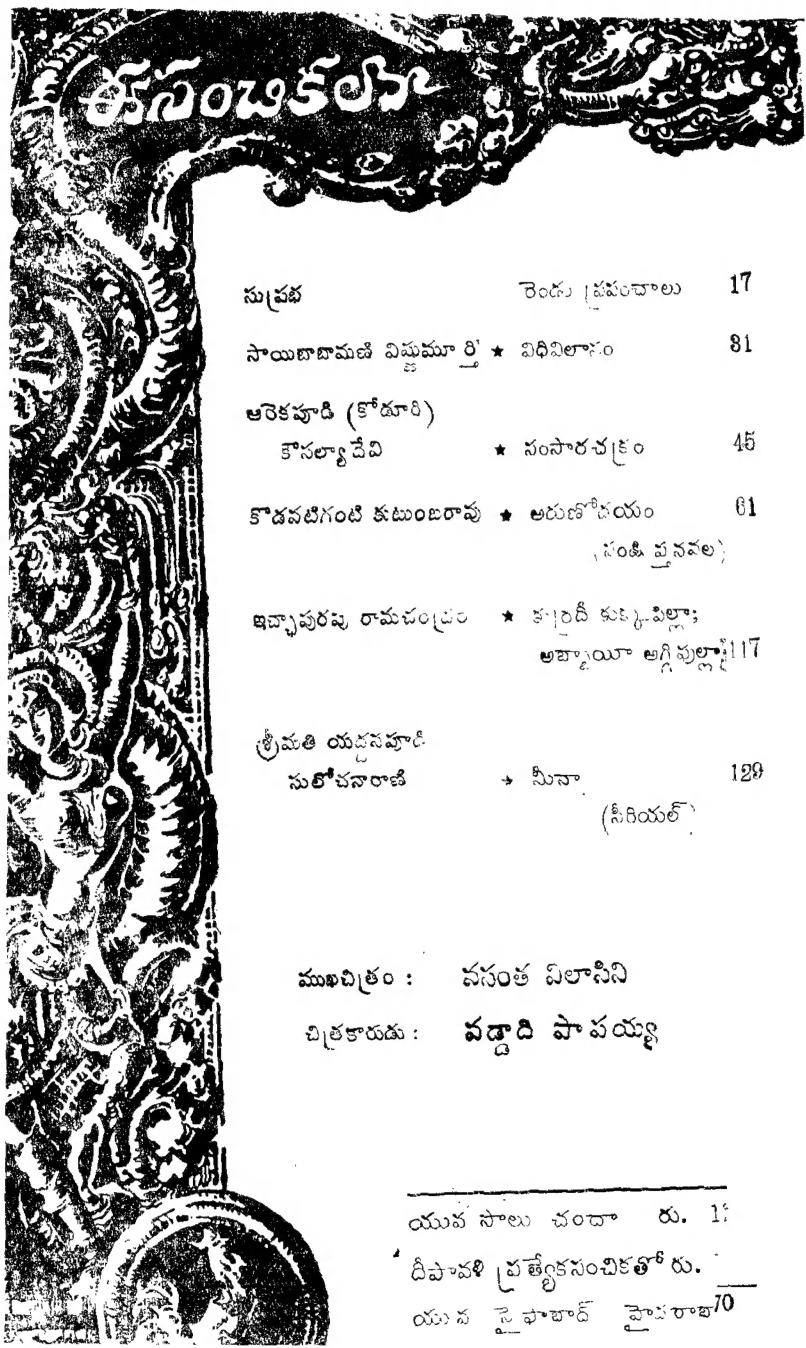 ఈసంచికలో
సుప్రభ రెండు ప్రపంచాలు 17
సాయిబాబామణి విష్ణుమూర్తి ★ విధివిలాసం 31
ఆరెకపూడి (కోడూరి)
కౌసల్యాదేవి ★ సంసారచక్రం 45
కొడవటిగంటి కుటుంబరావు ★ అరుణోదయం 61
(సంక్షిప్తనవల)
ఇచ్ఛాపురపు రామచంద్రం ★ కుక్కపిల్లా;
అబ్బాయీ అగ్గిపుల్లా! 117
శ్రీమతి యద్దనపూడి
సులోచనారాణి ★ మీనా 129
(సీరియల్)
ముఖచిత్రం : వసంత విలాసిని
చిత్రకారుడు : వడ్డాది పాపయ్య
యువ సాలు చందా రు.
దీపావళి ప్రత్యేకసంచికతో రు.
యువ సైఫాబాద్ 70